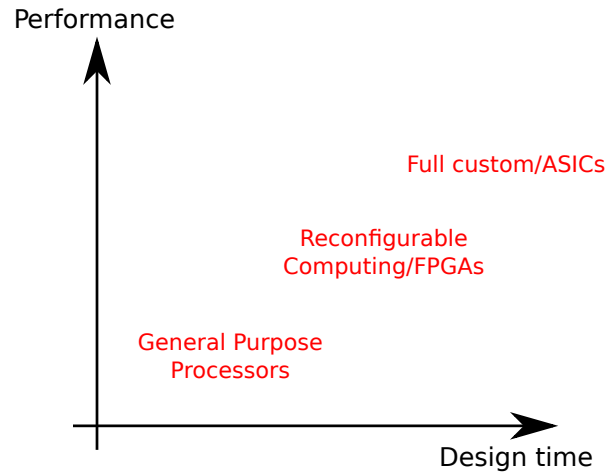 Performance
Full custom/ASICs
Reconfigurable
Computing/FPGAs
General Purpose
Processors
Design time